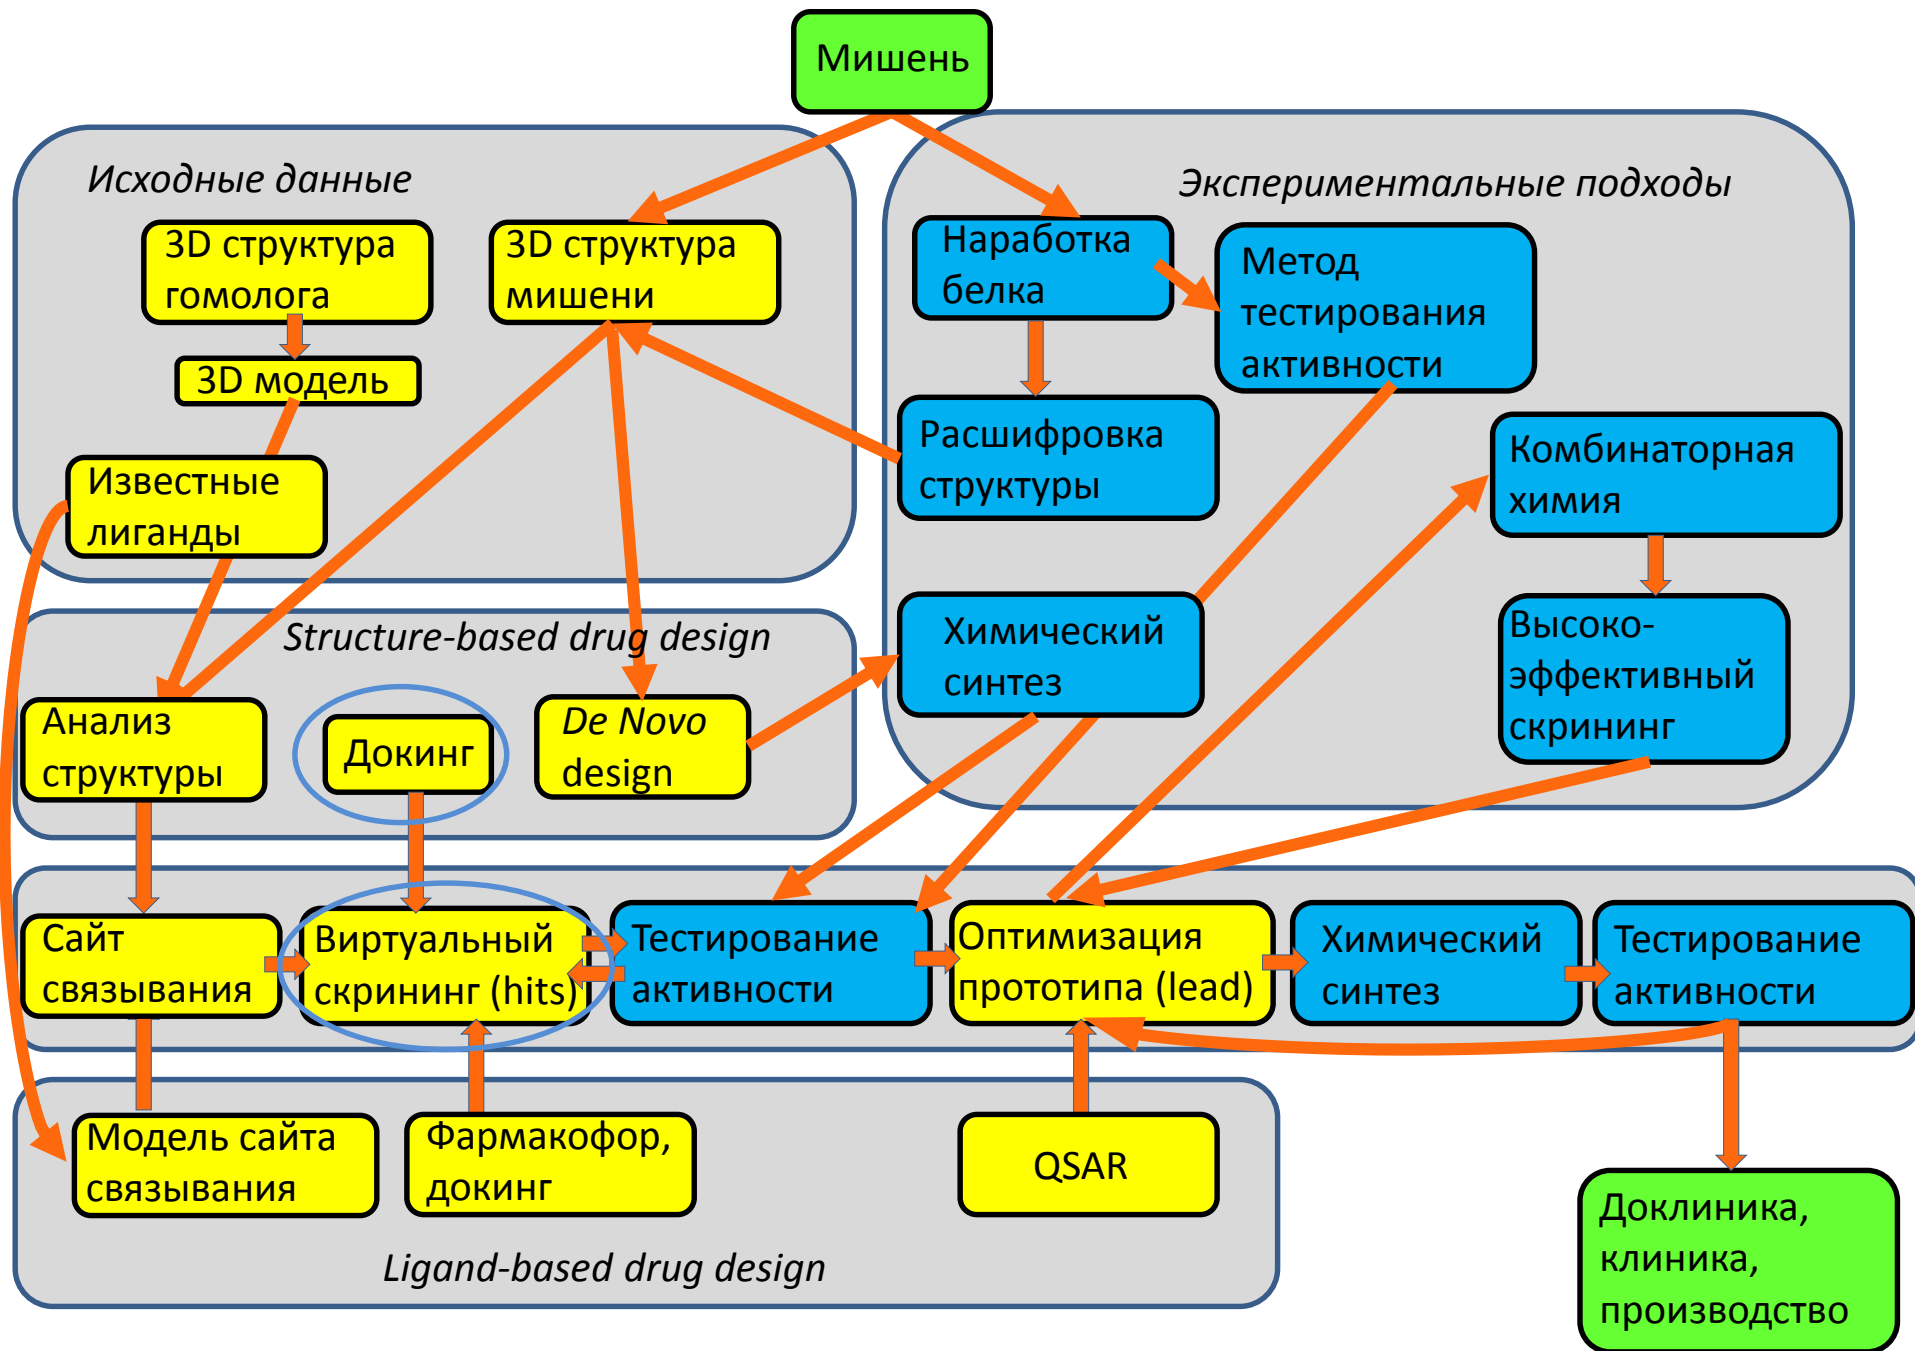 Мишень
Исходные данные
3D структура
гомолога
3D структура
мишени
3D модель
Известные
лиганды
Экспериментальные подходы
Наработка
белка
Метод
тестирования
активности
Расшифровка
структуры
Комбинаторная
химия
Химический
синтез
Высоко-
эффективный
скрининг
Structure-based drug design
Анализ
структуры
Докинг
De Novo
design
Сайт
связывания
Виртуальный
скрининг (hits)
Тестирование
активности
Оптимизация
прототипа (lead)
Химический
синтез
Тестирование
активности
Модель сайта
связывания
Фармакофор,
докинг
QSAR
Ligand-based drug design
Доклиника,
клиника,
производство